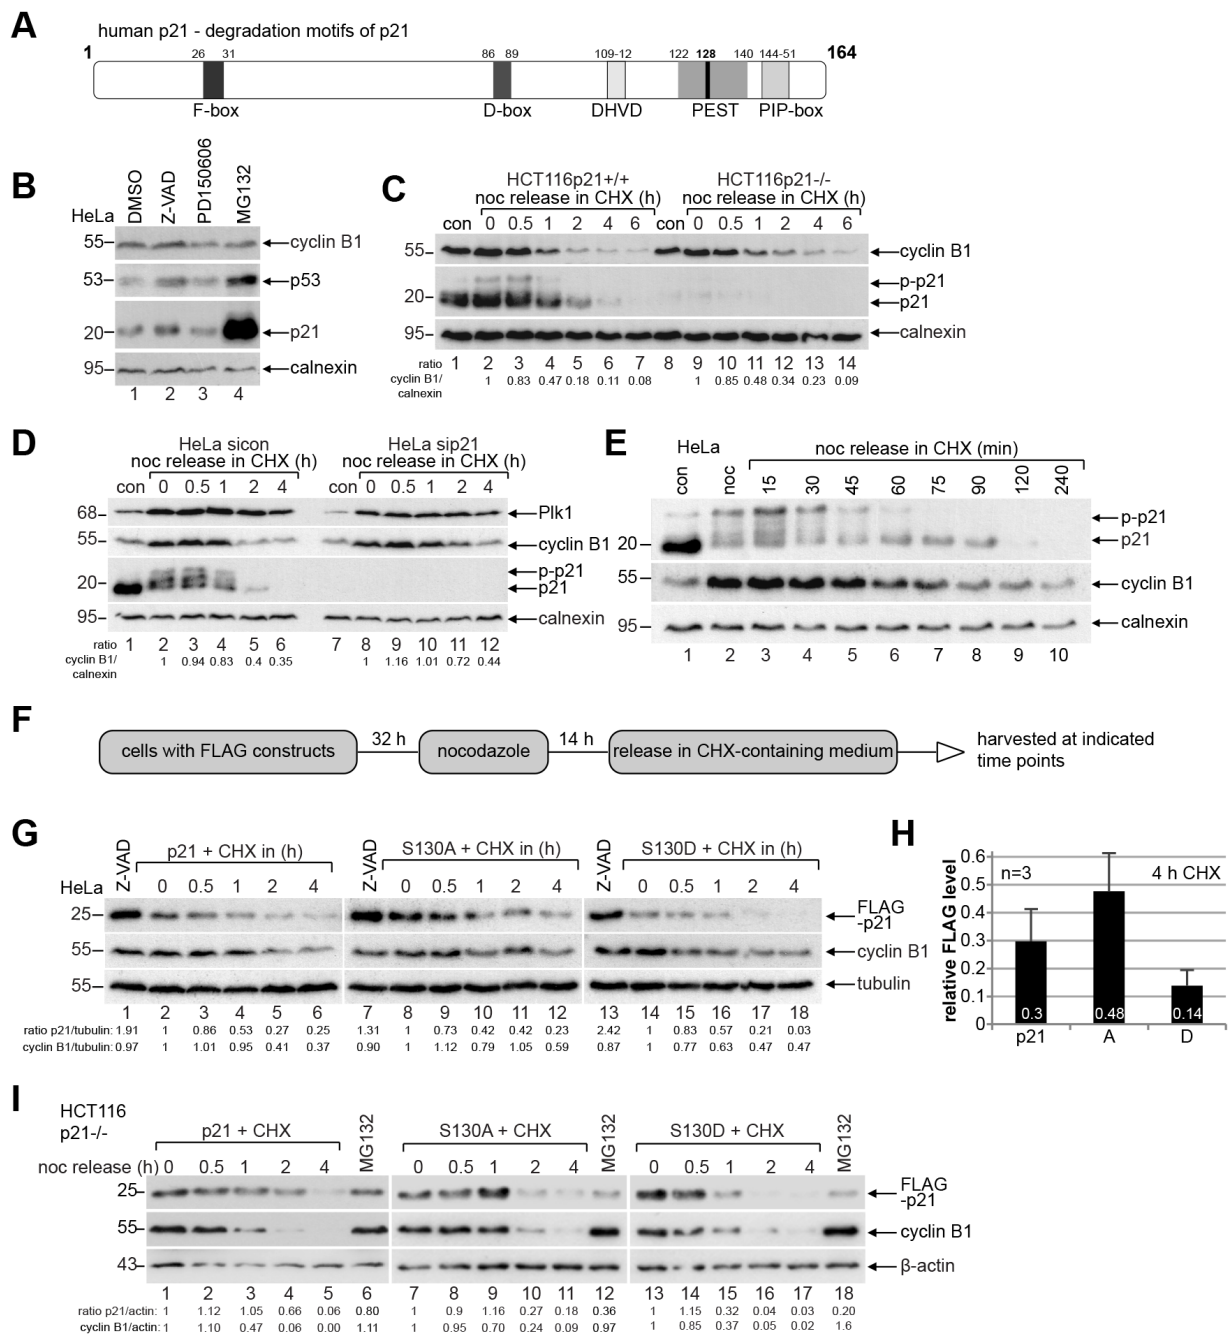 A
human p21 - degradation motifs of p21
1 26 31 86 89 109-12 122 128 140 144-51 164
F-box D-box DHVD PEST PIP-box
B
HeLa DMSO Z-VAD PD150606 MG132
55 cyclin B1
53 p53
20 p21
95 calnexin
1 2 3 4
C
HCT116p21+/+ HCT116p21-/-
noc release in CHX (h) noc release in CHX (h)
con 0 0.5 1 2 4 6 con 0 0.5 1 2 4 6
55 cyclin B1
p-p21
20 p21
95 calnexin
ratio 1 2 3 4 5 6 7 8 9 10 11 12 13 14
cyclin B1/ 1 0.83 0.47 0.18 0.11 0.08 1 0.85 0.48 0.34 0.23 0.09
calnexin
D
HeLa sicon HeLa sip21
noc release in CHX (h) noc release in CHX (h)
con 0 0.5 1 2 4 con 0 0.5 1 2 4
68 Plk1
55 cyclin B1
p-p21
20 p21
95 calnexin
ratio 1 2 3 4 5 6 7 8 9 10 11 12
cyclin B1/ 1 0.94 0.83 0.4 0.35 1 1.16 1.01 0.72 0.44
calnexin
E
HeLa noc release in CHX (min)
con noc 15 30 45 60 75 90 120 240
p-p21
20 p21
55 cyclin B1
95 calnexin
1 2 3 4 5 6 7 8 9 10
F
cells with FLAG constructs 32 h nocodazole 14 h release in CHX-containing medium harvested at indicated
time points
G
Z-VAD p21 + CHX in (h) Z-VAD S130A + CHX in (h) Z-VAD S130D + CHX in (h)
HeLa 0 0.5 1 2 4 0 0.5 1 2 4 0 0.5 1 2 4
25 FLAG
-p21
55 cyclin B1
55 tubulin
1 2 3 4 5 6 7 8 9 10 11 12 13 14 15 16 17 18
ratio p21/tubulin: 1.91 1 0.86 0.53 0.27 0.25 1.31 1 0.73 0.42 0.42 0.23 2.42 1 0.83 0.57 0.21 0.03
cyclin B1/tubulin: 0.97 1 1.01 0.95 0.41 0.37 0.90 1 1.12 0.79 1.05 0.59 0.87 1 0.77 0.63 0.47 0.47
H
relative FLAG level
0.6
n=3 4 h CHX
0.5
0.4
0.3
0.2
0.1
0
0.3 0.48 0.14
p21 A D
I
HCT116
p21-/-
p21 + CHX MG132 S130A + CHX MG132 S130D + CHX MG132
noc release (h) 0 0.5 1 2 4 0 0.5 1 2 4 0 0.5 1 2 4
25 FLAG
-p21
55 cyclin B1
43 β-actin
1 2 3 4 5 6 7 8 9 10 11 12 13 14 15 16 17 18
ratio p21/actin: 1 1.12 1.05 0.66 0.06 0.80 1 0.9 1.16 0.27 0.18 0.36 1 1.15 0.32 0.04 0.03 0.20
cyclin B1/actin: 1 1.10 0.47 0.06 0.00 1.11 1 0.95 0.70 0.24 0.09 0.97 1 0.85 0.37 0.05 0.02 1.6